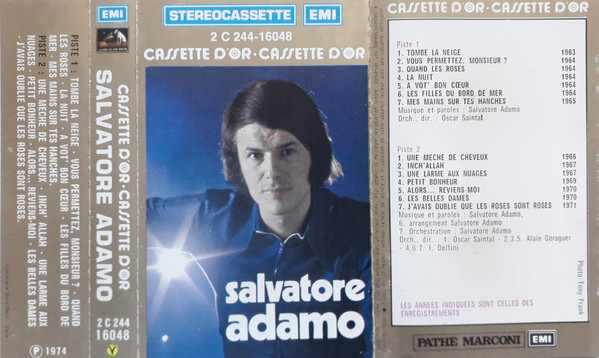 EMI
PISTE 1 : TOMBE LA NEIGE - VOUS PERMETTEZ, MONSIEUR ? - QUAND
LES ROSES - LA NUIT - A VOT' BON CŒUR - LES FILLES DU BORD DE
MER - MES MAINS SUR TES HANCHES.
PISTE 2 : UNE MECHE DE CHEVEUX - INCH' ALLAH - UNE LARME AUX
NUAGES - PETIT BONHEUR - ALORS... REVIENS-MOI - LES BELLES DAMES
- J'AVAIS OUBLIE QUE LES ROSES SONT ROSES.
CASSETTE D'OR · CASSETTE D'OR
SALVATORE ADAMO
2 C 244
16048
Y
℗ 1974
STEREOCASSETTE EMI
2 C 244-16048
CASSETTE D'OR · CASSETTE D'OR
salvatore
adamo
CASSETTE D'OR · CASSETTE D'OR
Piste 1
1. TOMBE LA NEIGE 1963
2. VOUS PERMETTEZ, MONSIEUR ? 1964
3. QUAND LES ROSES 1964
4. LA NUIT 1964
5. A VOT' BON CŒUR 1964
6. LES FILLES DU BORD DE MER 1964
7. MES MAINS SUR TES HANCHES 1965
Musique et paroles : Salvatore Adamo
Orch., dir. : Oscar Saintal
Piste 2
1. UNE MECHE DE CHEVEUX 1966
2. INCH'ALLAH 1967
3. UNE LARME AUX NUAGES 1967
4. PETIT BONHEUR 1969
5. ALORS... REVIENS-MOI 1970
6. LES BELLES DAMES 1970
7. J'AVAIS OUBLIE QUE LES ROSES SONT ROSES 1971
Musique et paroles : Salvatore Adamo,
6. arrangement Salvatore Adamo
7. Orchestration : Salvatore Adamo
Orch., dir. : 1. Oscar Saintal - 2.3.5. Alain Goraguer
- 4.6.7. I. Delfini
Photo Tony Frank
LES ANNEES INDIQUEES SONT CELLES DES
ENREGISTREMENTS
PATHE MARCONI EMI